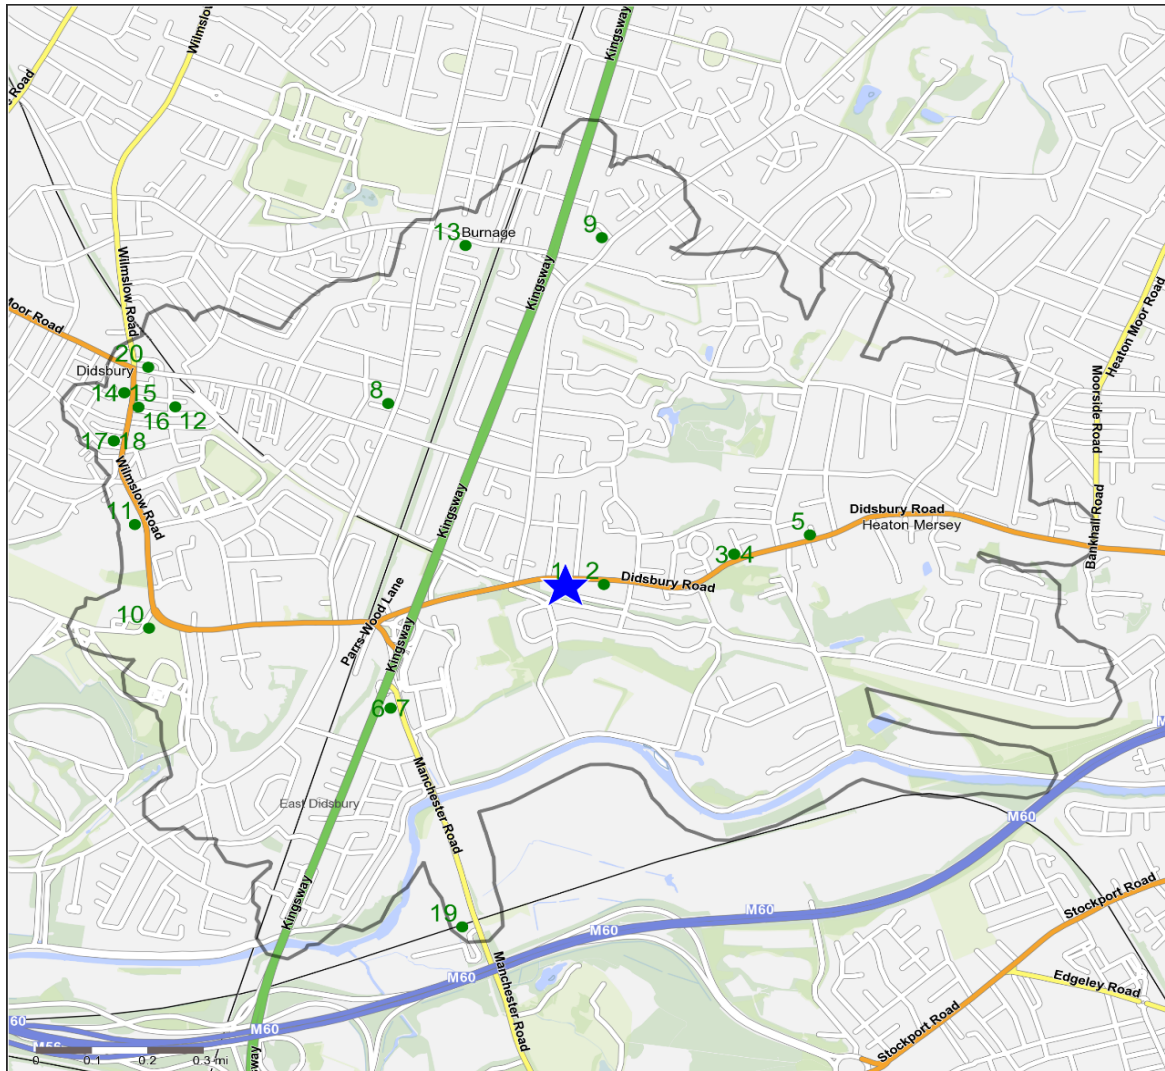 Kingsway
Wilmslow
Road
Wilmslow Road
13
Burnage
9
Kingsway
Heaton Moor Road
Moor Road
20
Didsbury
14
15
16
12
8
Moorside Road
17
18
Wilmslow Road
Kingsway
11
Didsbury Road
Heaton Mersey
Bankhall Road
5
3
4
1
2
Didsbury Road
Parrs-Wood Lane
Kingsway
10
6
7
Manchester Road
East Didsbury
M60
Kingsway
19
M60
M60
M60
Manchester Road
Stockport Road
Edgeley Road
Stockport Road
60
M60
M56
0
0.1
0.2
0.3 mi